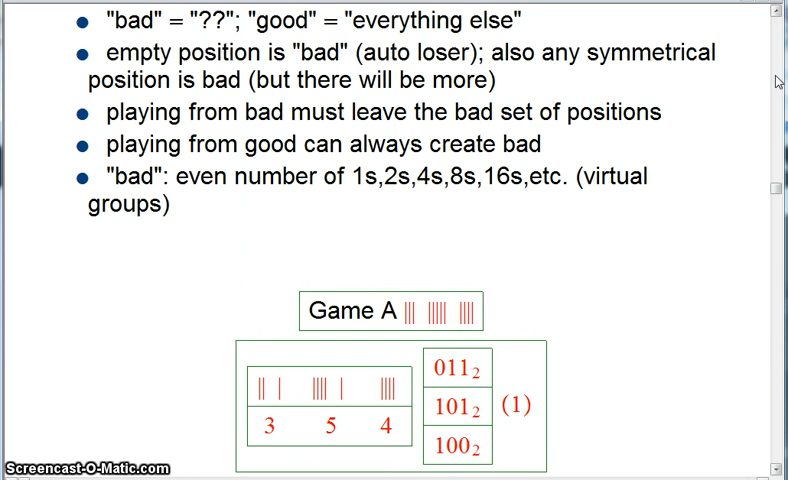 "bad" = "??"; "good" = "everything else"
empty position is "bad" (auto loser); also any symmetrical
position is bad (but there will be more)
playing from bad must leave the bad set of positions
playing from good can always create bad
"bad": even number of 1s,2s,4s,8s,16s,etc. (virtual
groups)
Game A ||| ||||| ||||
|| | |||| | ||||
3 5 4
011₂
101₂
100₂
(1)
Screencast-O-Matic.com